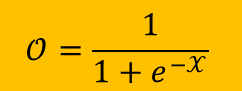 𝒪 = 1 / (1 + e^{-x})